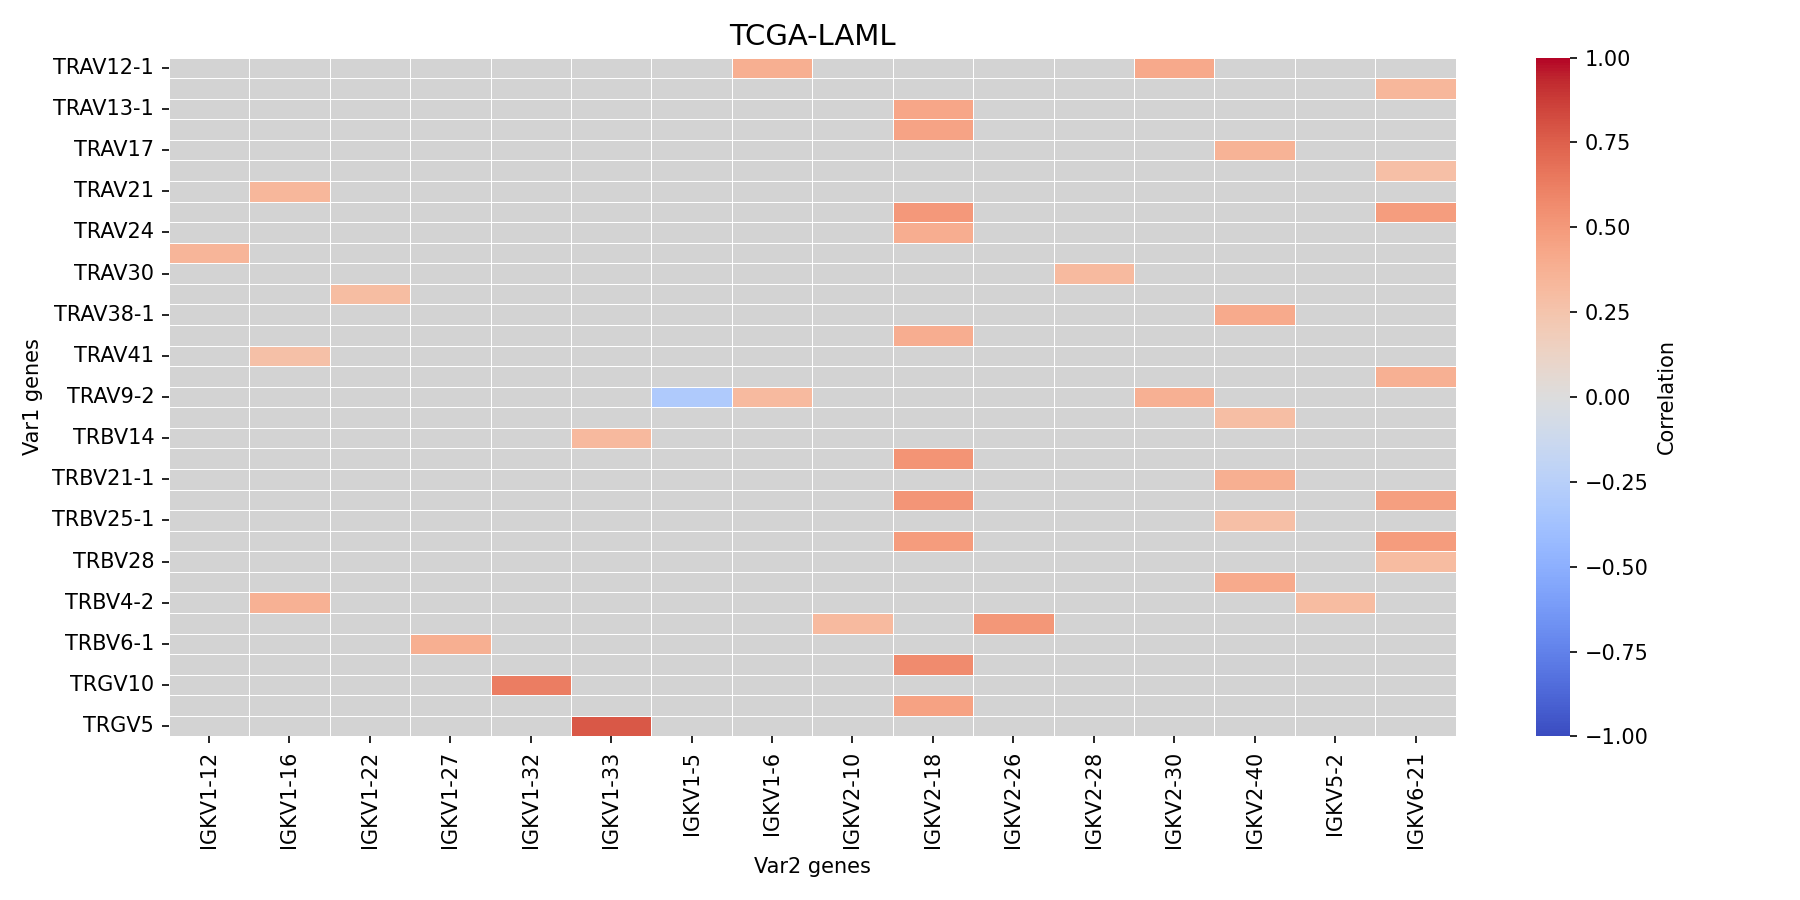 TCGA-LAML
TRAV12-1
TRAV13-1
TRAV17
TRAV21
TRAV24
TRAV30
TRAV38-1
TRAV41
TRAV9-2
TRBV14
TRBV21-1
TRBV25-1
TRBV28
TRBV4-2
TRBV6-1
TRGV10
TRGV5
Var1 genes
IGKV1-12
IGKV1-16
IGKV1-22
IGKV1-27
IGKV1-32
IGKV1-33
IGKV1-5
IGKV1-6
IGKV2-10
IGKV2-18
IGKV2-26
IGKV2-28
IGKV2-30
IGKV2-40
IGKV5-2
IGKV6-21
Var2 genes
1.00
0.75
0.50
0.25
0.00
−0.25
−0.50
−0.75
−1.00
Correlation